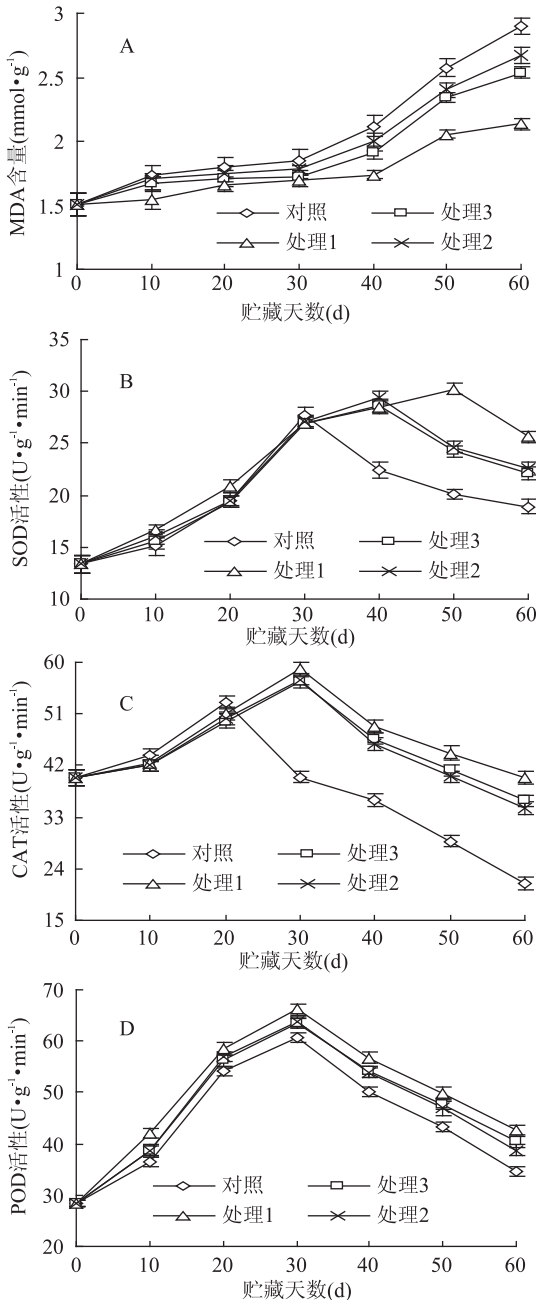 A
MDA含量(mmol•g⁻¹)
3
2.5
2
1.5
1
对照 处理3
处理1 处理2
0 10 20 30 40 50 60
贮藏天数(d)
B
SOD活性(U•g⁻¹•min⁻¹)
35
30
25
20
15
10
对照 处理3
处理1 处理2
0 10 20 30 40 50 60
贮藏天数(d)
C
CAT活性(U•g⁻¹•min⁻¹)
60
51
42
33
24
15
对照 处理3
处理1 处理2
0 10 20 30 40 50 60
贮藏天数(d)
D
POD活性(U•g⁻¹•min⁻¹)
70
60
50
40
30
20
对照 处理3
处理1 处理2
0 10 20 30 40 50 60
贮藏天数(d)